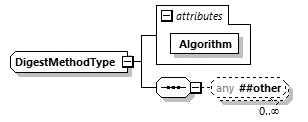 attributes
Algorithm
DigestMethodType
any ##other
0..∞